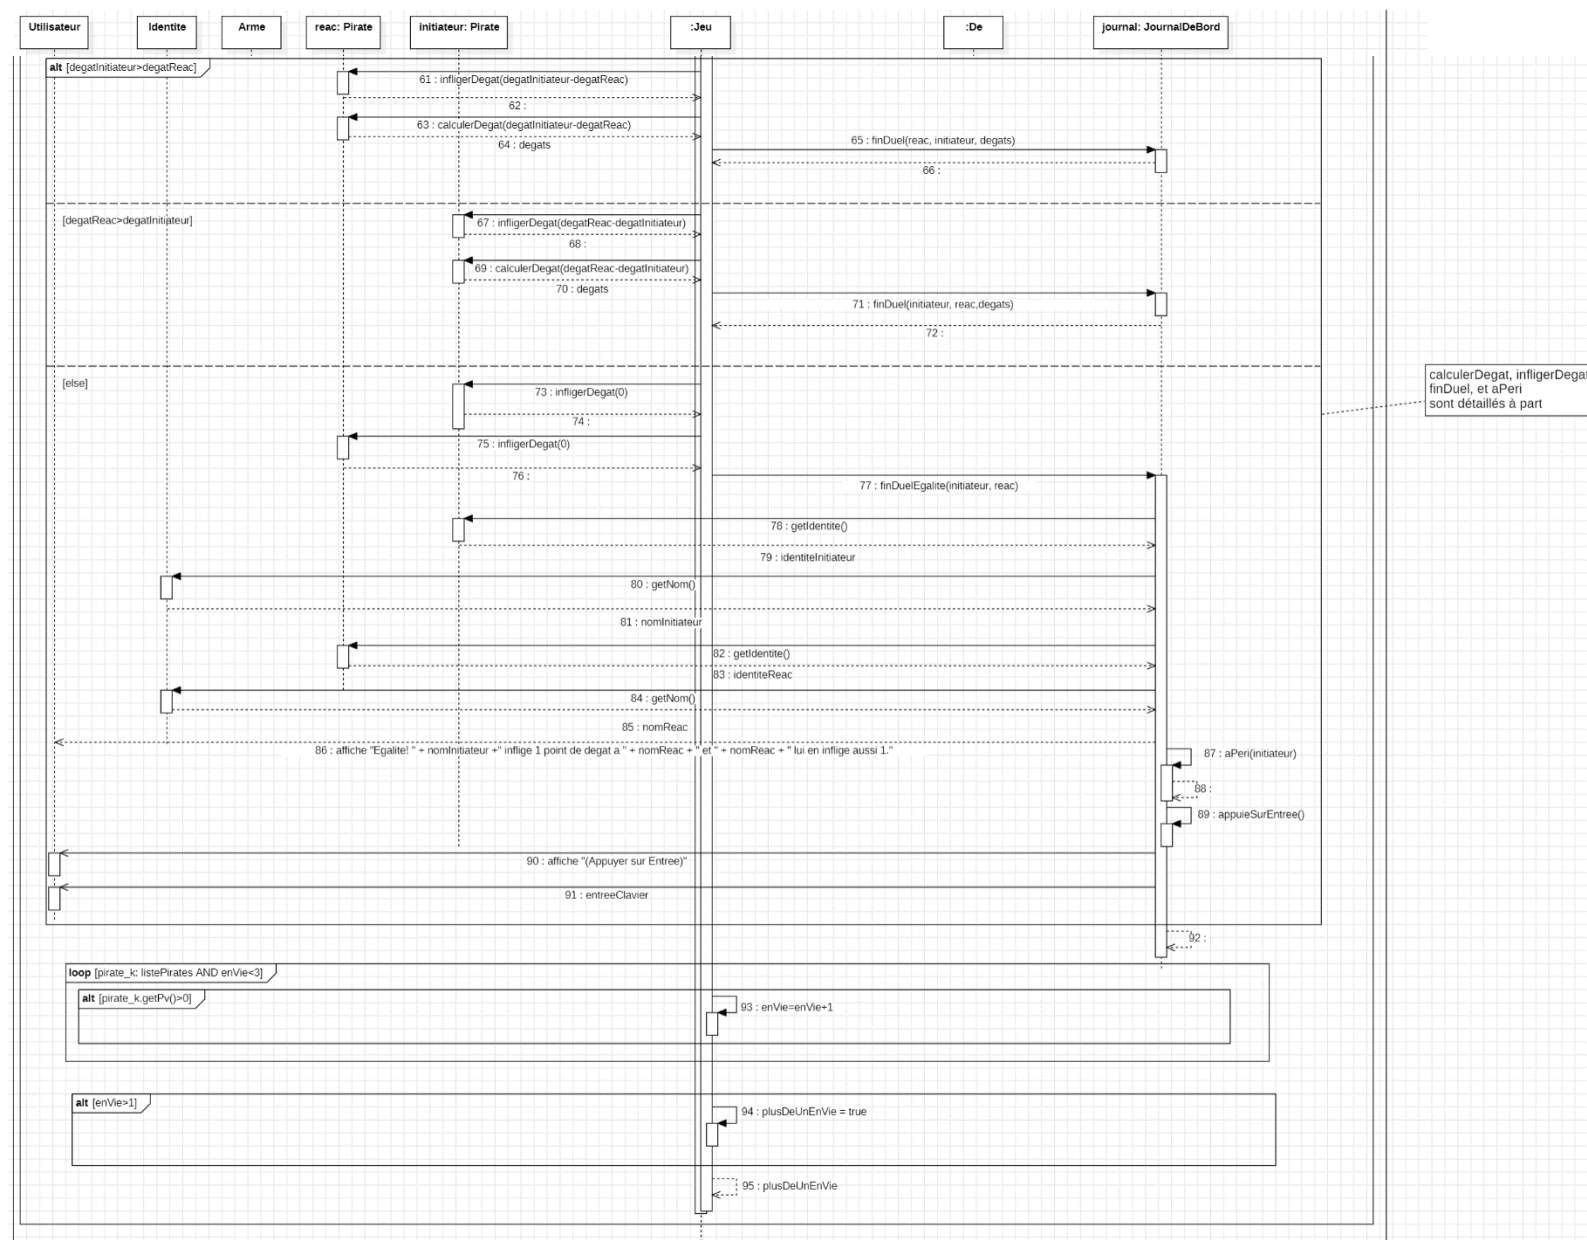 Utilisateur
Identite
Arme
reac: Pirate
initiateur: Pirate
:Jeu
:De
journal: JournalDeBord
alt [degatInitiateur>degatReac]
61 : infligerDegat(degatInitiateur-degatReac)
62 :
63 : calculerDegat(degatInitiateur-degatReac)
64 : degats
65 : finDuel(reac, initiateur, degats)
66 :
[degatReac>degatInitiateur]
67 : infligerDegat(degatReac-degatInitiateur)
68 :
69 : calculerDegat(degatReac-degatInitiateur)
70 : degats
71 : finDuel(initiateur, reac,degats)
72 :
[else]
73 : infligerDegat(0)
74 :
75 : infligerDegat(0)
76 :
77 : finDuelEgalite(initiateur, reac)
calculerDegat, infligerDegat
finDuel, et aPeri
sont détaillés à part
78 : getIdentite()
79 : identiteInitiateur
80 : getNom()
81 : nomInitiateur
82 : getIdentite()
83 : identiteReac
84 : getNom()
85 : nomReac
86 : affiche "Egalite! " + nomInitiateur +" inflige 1 point de degat a " + nomReac + " et " + nomReac + " lui en inflige aussi 1."
87 : aPeri(initiateur)
88 :
89 : appuieSurEntree()
90 : affiche "(Appuyer sur Entree)"
91 : entreeClavier
92 :
loop [pirate_k: listePirates AND enVie<3]
alt [pirate_k.getPv()>0]
93 : enVie=enVie+1
alt [enVie>1]
94 : plusDeUnEnVie = true
95 : plusDeUnEnVie